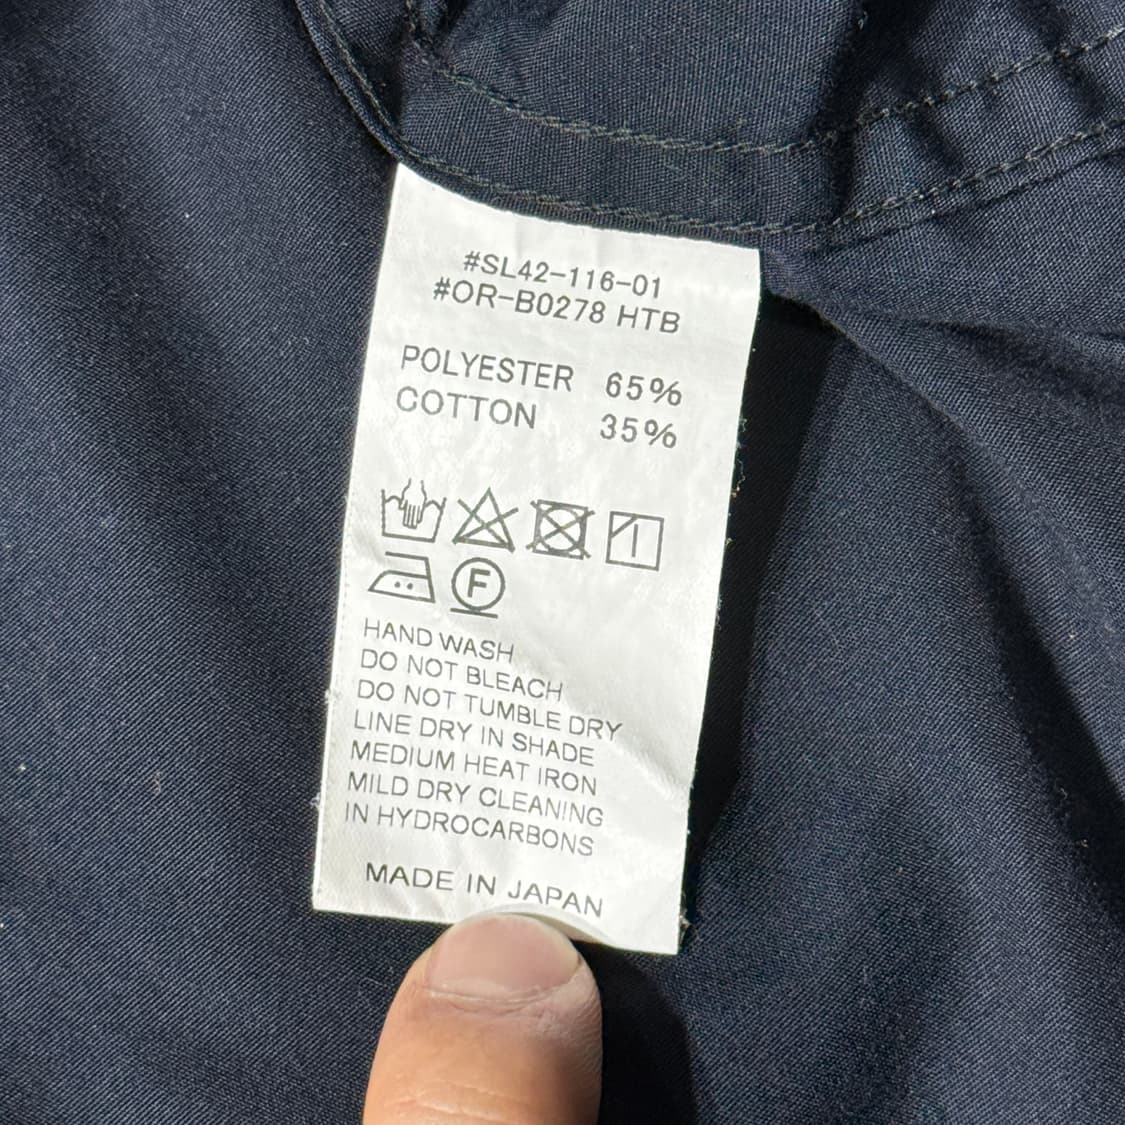 #SL42-116-01
#OR-B0278 HTB
POLYESTER 65%
COTTON 35%
F
HAND WASH
DO NOT BLEACH
DO NOT TUMBLE DRY
LINE DRY IN SHADE
MEDIUM HEAT IRON
MILD DRY CLEANING
IN HYDROCARBONS
MADE IN JAPAN